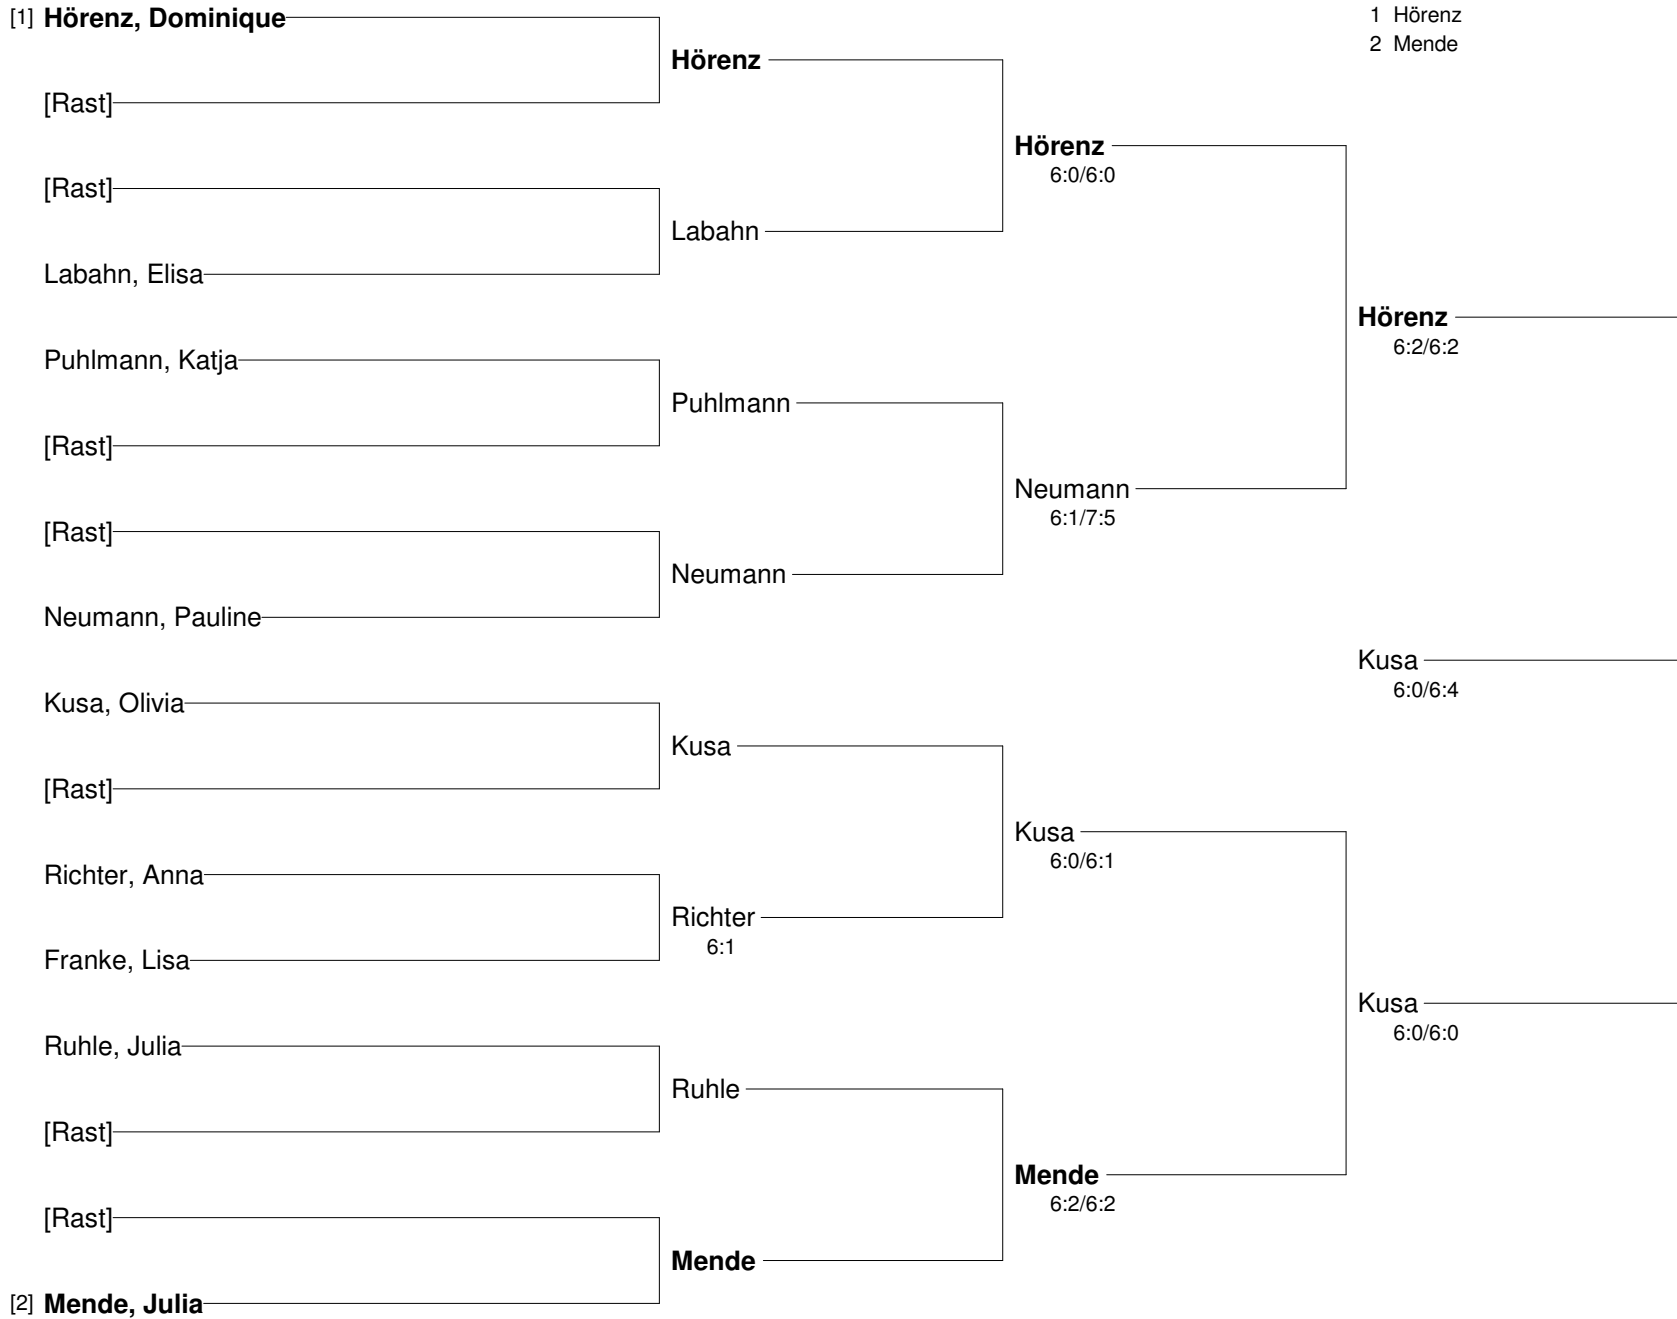 [1] Hörenz, Dominique
[Rast]
[Rast]
Labahn, Elisa
Puhlmann, Katja
[Rast]
[Rast]
Neumann, Pauline
Kusa, Olivia
[Rast]
Richter, Anna
Franke, Lisa
Ruhle, Julia
[Rast]
[Rast]
[2] Mende, Julia
Hörenz
Labahn
Puhlmann
Neumann
Kusa
Richter
6:1
Ruhle
Mende
Hörenz
6:0/6:0
Neumann
6:1/7:5
Kusa
6:0/6:1
Mende
6:2/6:2
1 Hörenz
2 Mende
Hörenz
6:2/6:2
Kusa
6:0/6:4
Kusa
6:0/6:0